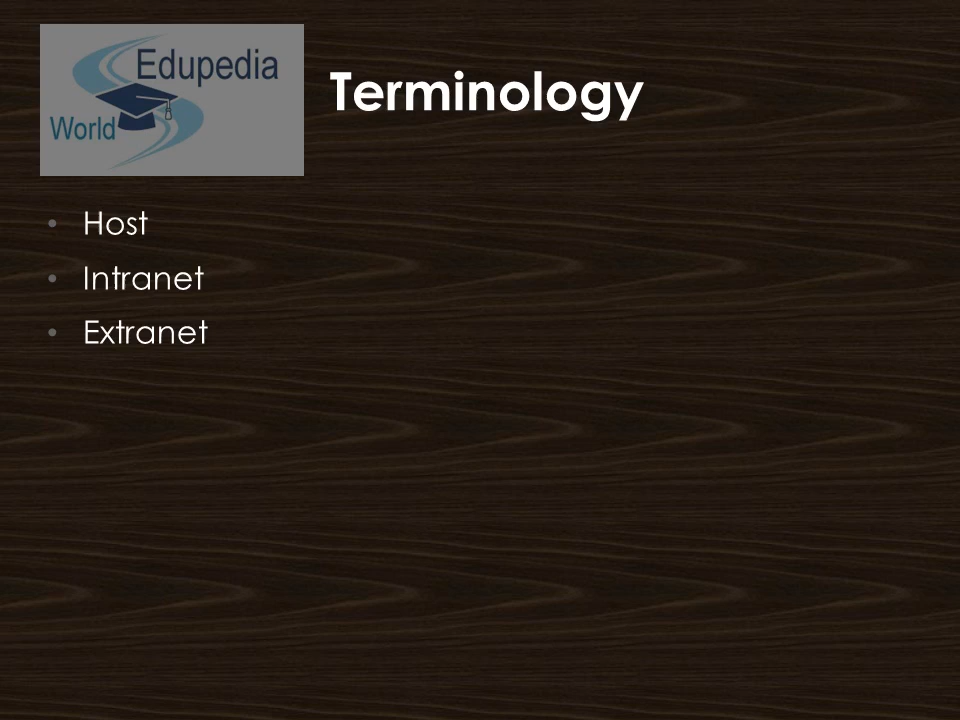 Edupedia
World
Terminology
• Host
• Intranet
• Extranet